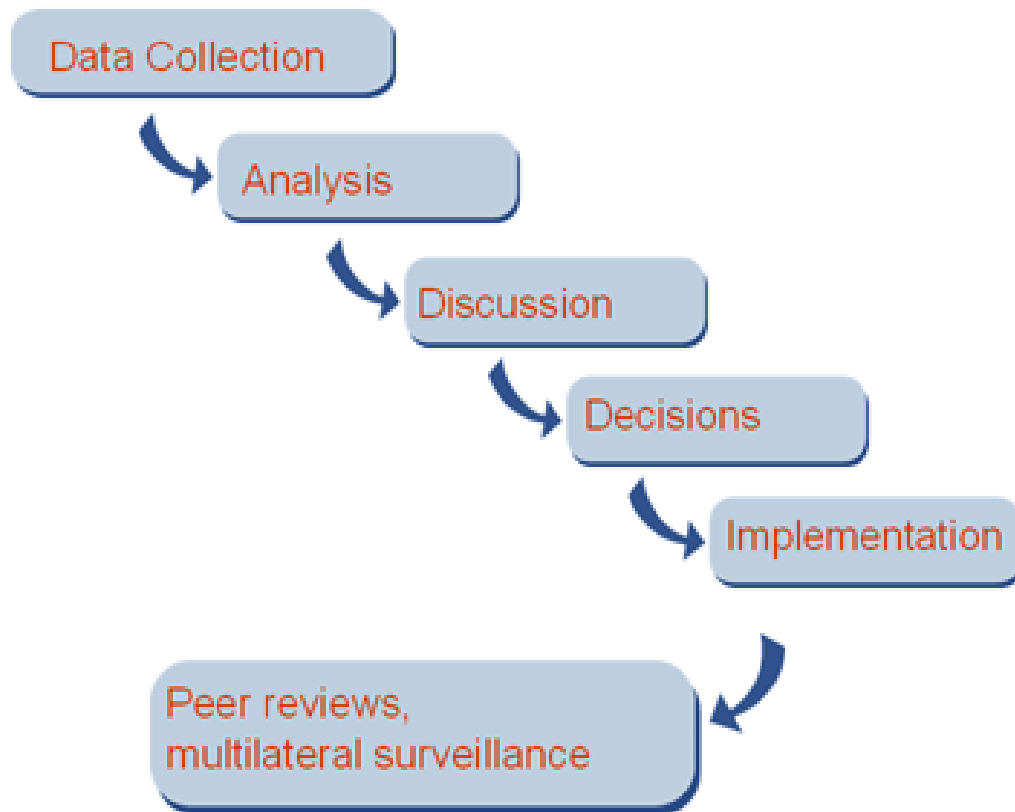 Data Collection
Analysis
Discussion
Decisions
Implementation
Peer reviews,
multilateral surveillance